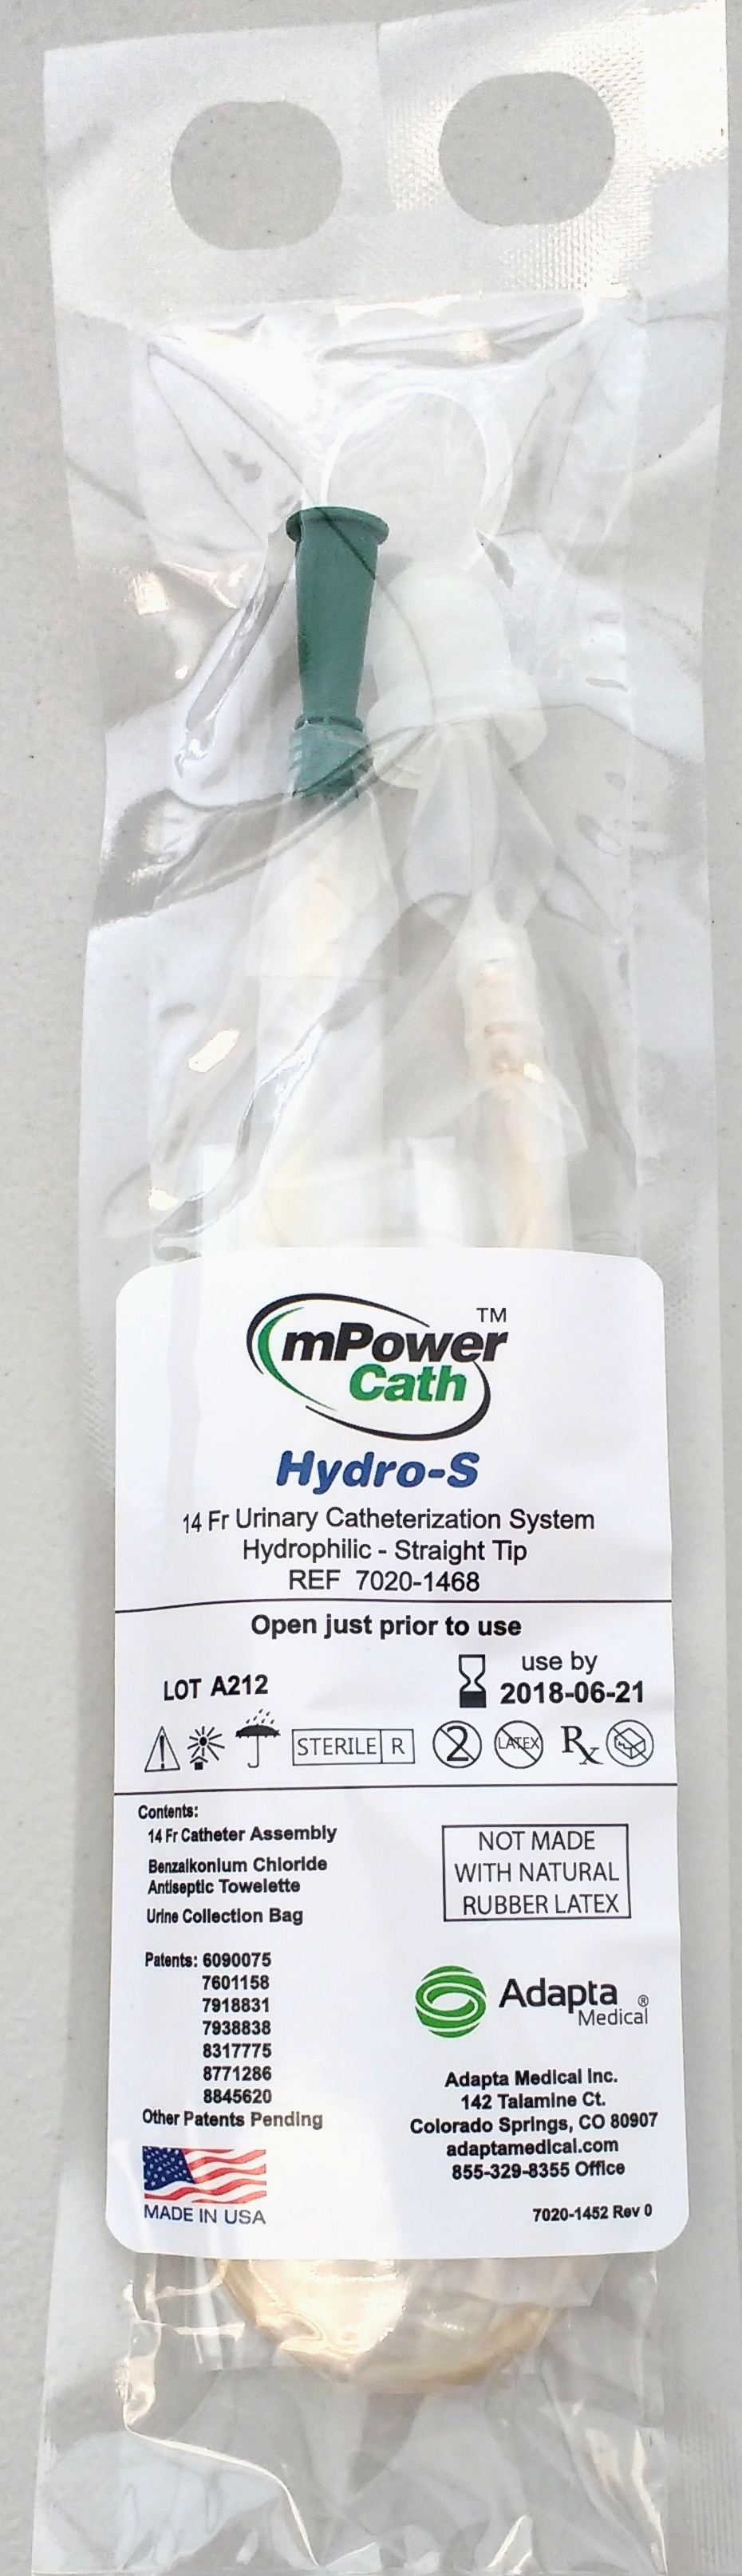 mPower™
Cath
Hydro-S
14 Fr Urinary Catheterization System
Hydrophilic - Straight Tip
REF 7020-1468
Open just prior to use
LOT A212
use by
2018-06-21
STERILE R
2
LATEX
Rx
Contents:
14 Fr Catheter Assembly
Benzalkonium Chloride
Antiseptic Towelette
Urine Collection Bag
NOT MADE
WITH NATURAL
RUBBER LATEX
Patents: 6090075
7601158
7918831
7938838
8317775
8771286
8845620
Other Patents Pending
MADE IN USA
Adapta ®
Medical
Adapta Medical Inc.
142 Talamine Ct.
Colorado Springs, CO 80907
adaptamedical.com
855-329-8355 Office
7020-1452 Rev 0